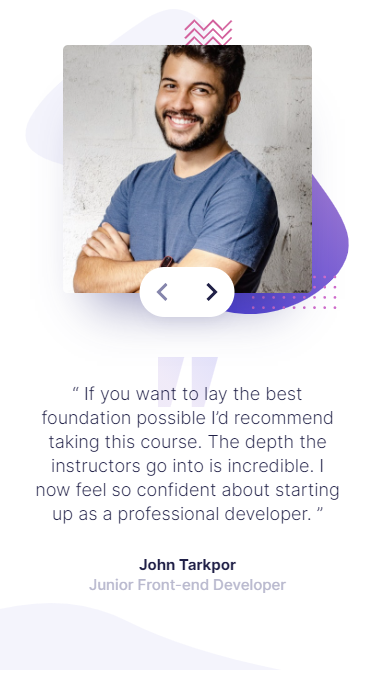 “ If you want to lay the best
foundation possible I’d recommend
taking this course. The depth the
instructors go into is incredible. I
now feel so confident about starting
up as a professional developer. ”
John Tarkpor
Junior Front-end Developer